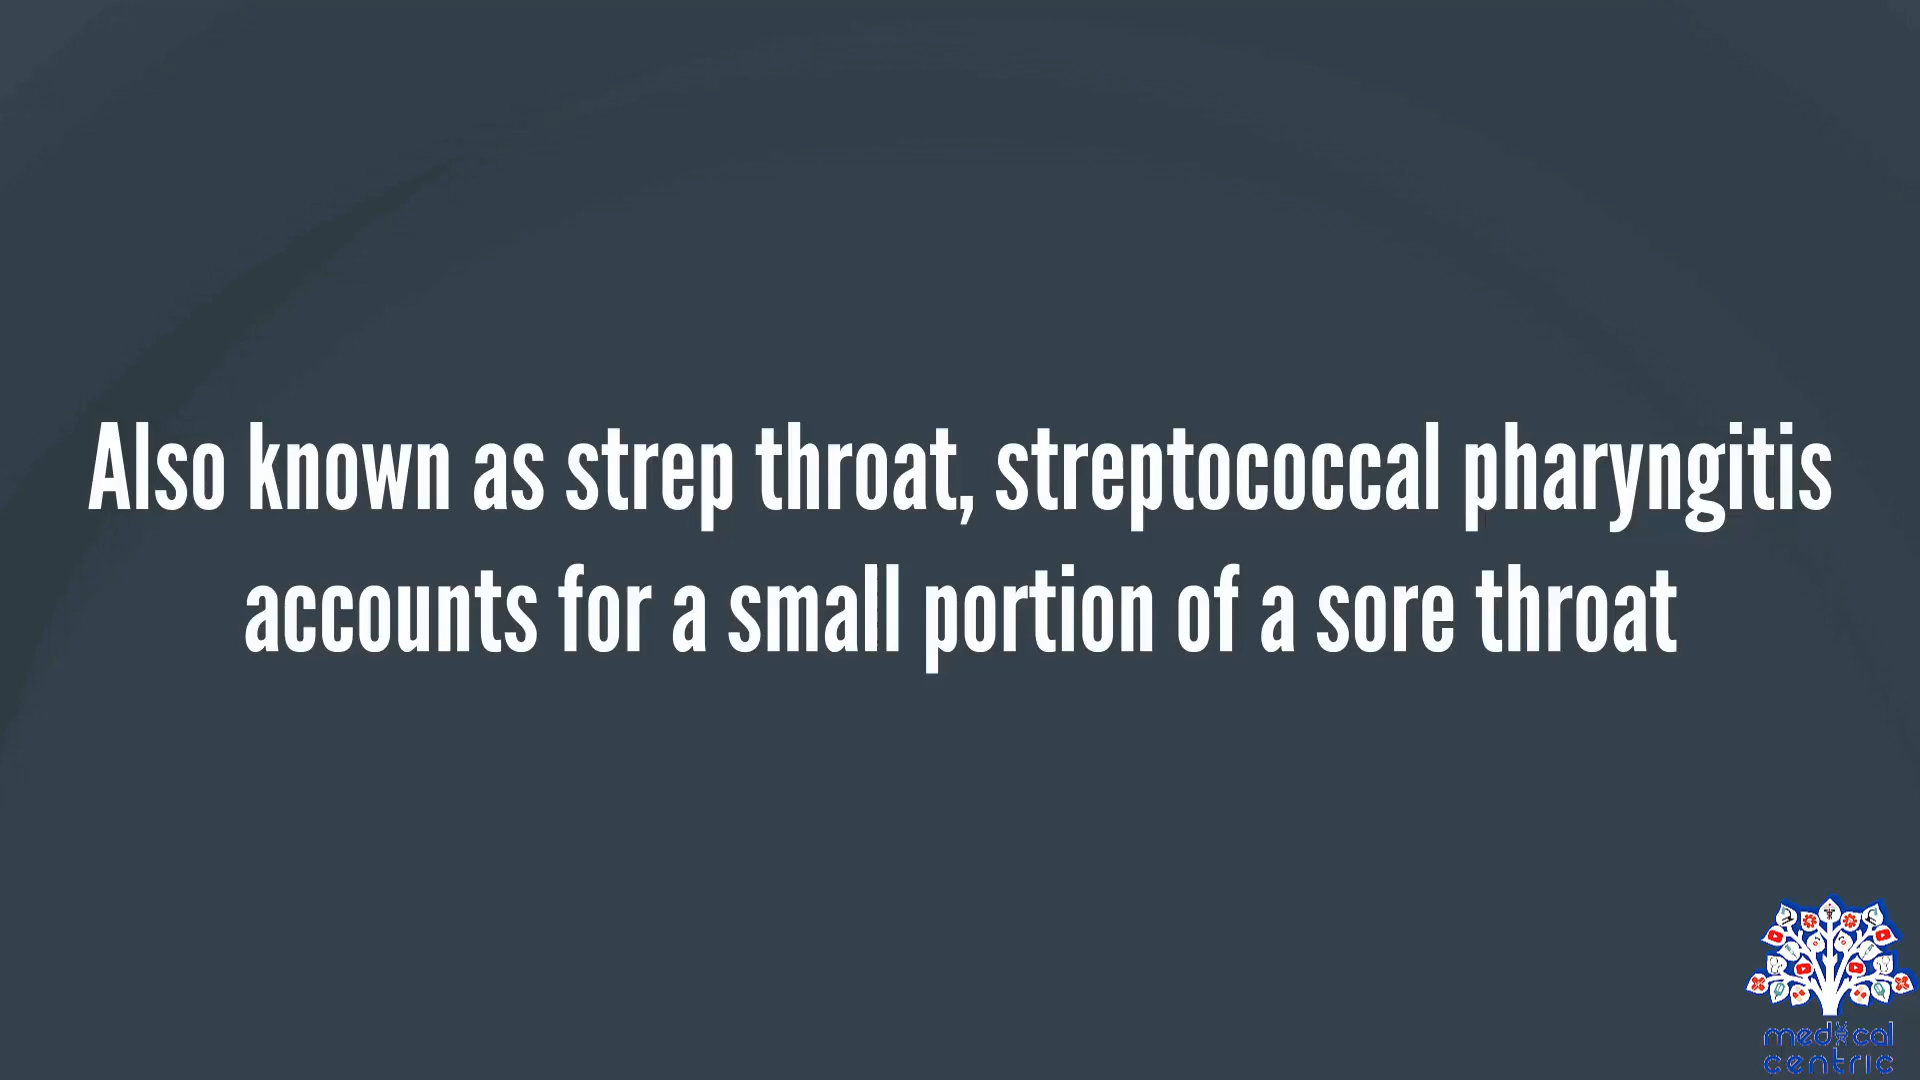 Also known as strep throat, streptococcal pharyngitis
accounts for a small portion of a sore throat
medical
centric